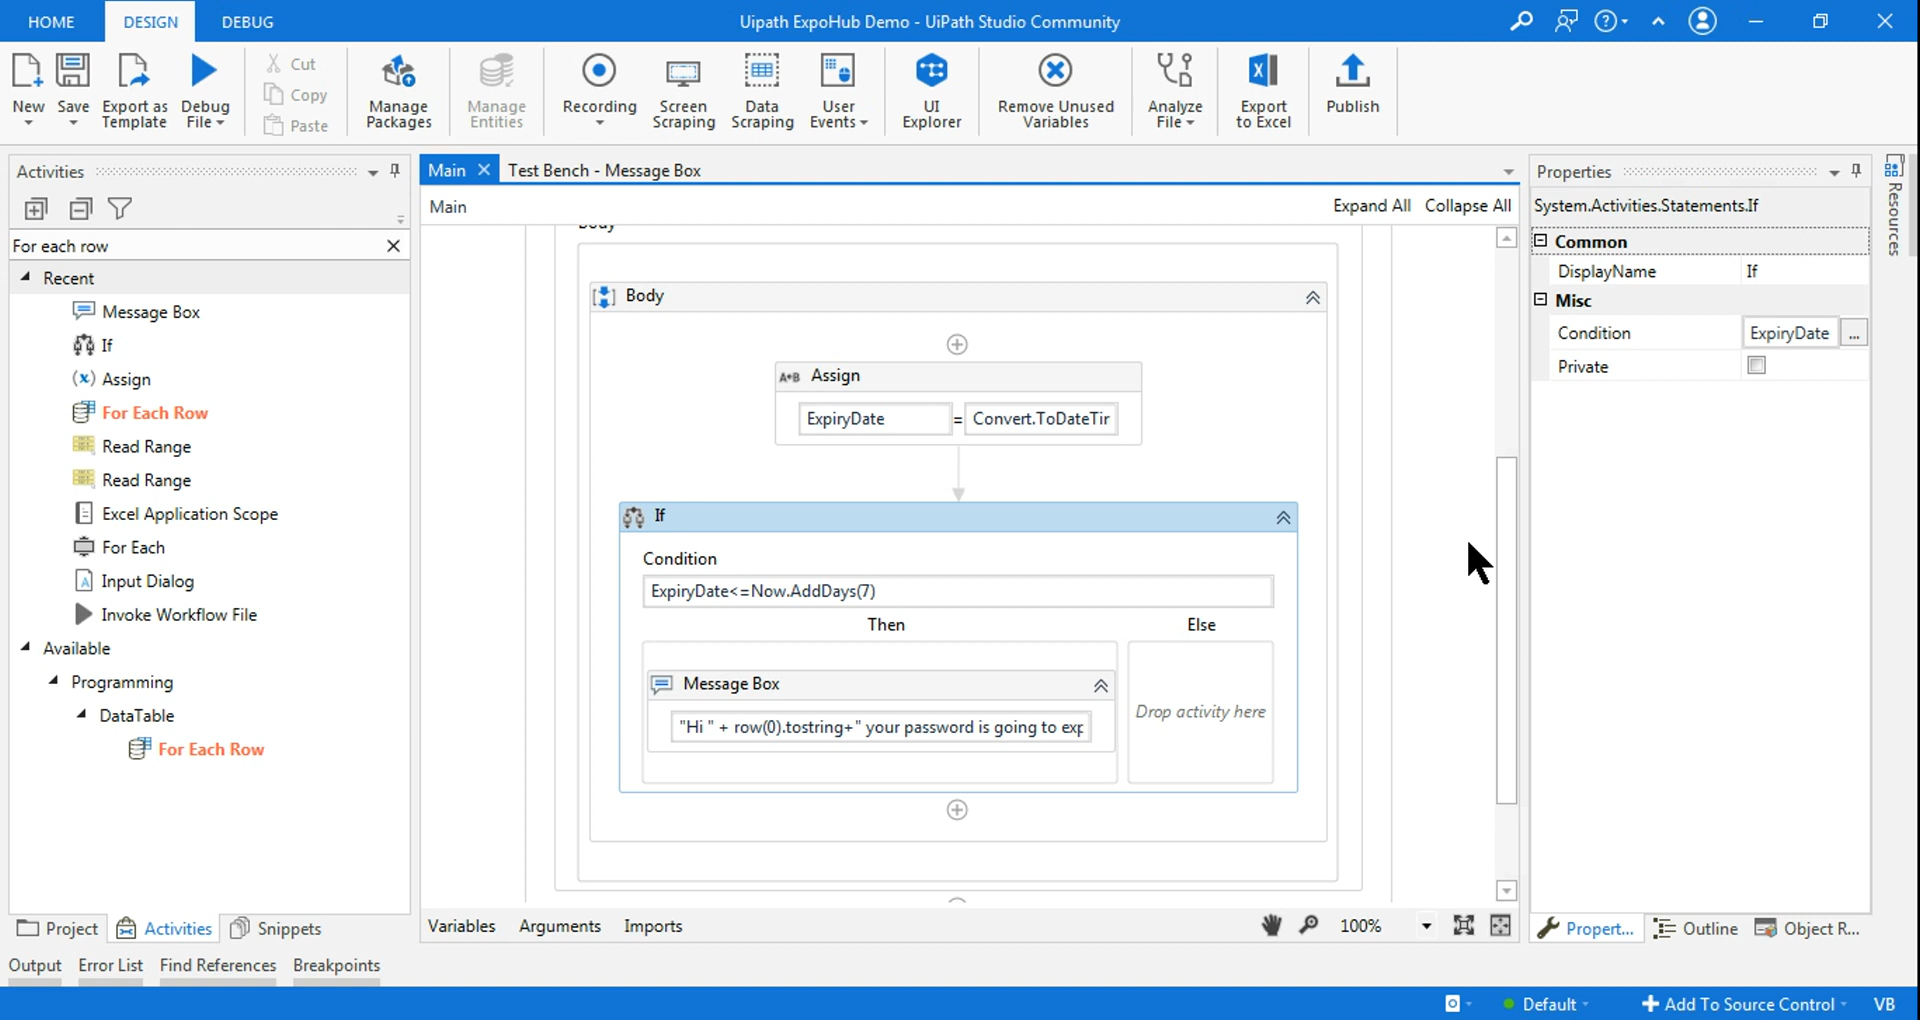 HOME DESIGN DEBUG Uipath ExpoHub Demo - UiPath Studio Community
New Save Export as Template Debug File Cut Copy Paste Manage Packages Manage Entities Recording Screen Scraping Data Scraping User Events UI Explorer Remove Unused Variables Analyze File Export to Excel Publish
Activities
For each row
Recent
Message Box
If
Assign
For Each Row
Read Range
Read Range
Excel Application Scope
For Each
Input Dialog
Invoke Workflow File
Available
Programming
DataTable
For Each Row
Project Activities Snippets
Main Test Bench - Message Box
Main Expand All Collapse All
Body
Body
A*B Assign
ExpiryDate = Convert.ToDateTir
If
Condition
ExpiryDate<=Now.AddDays(7)
Then Else
Message Box
"Hi " + row(0).tostring+" your password is going to exp
Drop activity here
Variables Arguments Imports 100%
Properties
System.Activities.Statements.If
Common
DisplayName If
Misc
Condition ExpiryDate ...
Private
Propert... Outline Object R...
Resources
Output Error List Find References Breakpoints
Default Add To Source Control VB